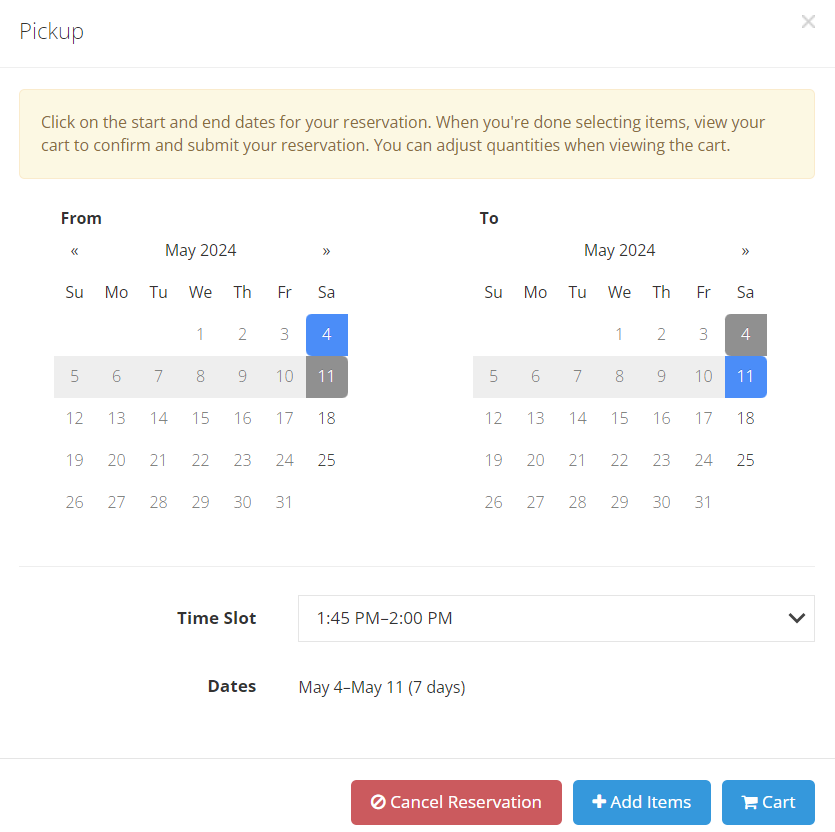 Pickup
×
Click on the start and end dates for your reservation. When you're done selecting items, view your
cart to confirm and submit your reservation. You can adjust quantities when viewing the cart.
From
« May 2024 »
Su Mo Tu We Th Fr Sa
1 2 3 4
5 6 7 8 9 10 11
12 13 14 15 16 17 18
19 20 21 22 23 24 25
26 27 28 29 30 31
To
May 2024 »
Su Mo Tu We Th Fr Sa
1 2 3 4
5 6 7 8 9 10 11
12 13 14 15 16 17 18
19 20 21 22 23 24 25
26 27 28 29 30 31
Time Slot 1:45 PM–2:00 PM
Dates May 4–May 11 (7 days)
Cancel Reservation Add Items Cart